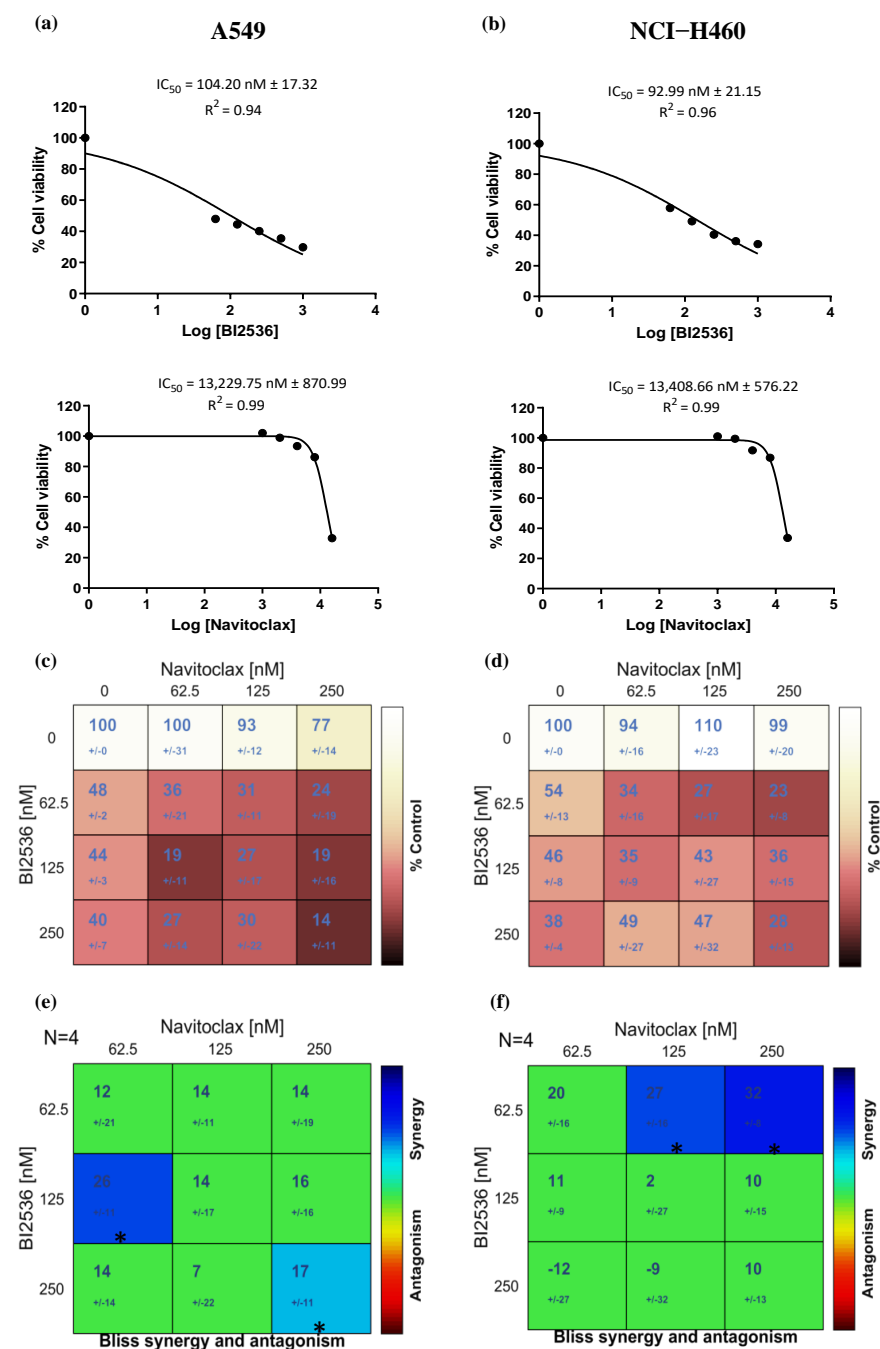 (a)
A549
IC50 = 104.20 nM ± 17.32
R2 = 0.94
% Cell viability
120
100
80
60
40
20
0
0 1 2 3 4
Log [BI2536]
(b)
NCI−H460
IC50 = 92.99 nM ± 21.15
R2 = 0.96
% Cell viability
120
100
80
60
40
20
0
0 1 2 3 4
Log [BI2536]
IC50 = 13,229.75 nM ± 870.99
R2 = 0.99
% Cell viability
120
100
80
60
40
20
0
0 1 2 3 4 5
Log [Navitoclax]
IC50 = 13,408.66 nM ± 576.22
R2 = 0.99
% Cell viability
120
100
80
60
40
20
0
0 1 2 3 4 5
Log [Navitoclax]
(c)
Navitoclax [nM]
0 62.5 125 250
BI2536 [nM]
0
100 100 93 77
+/-0 +/-31 +/-12 +/-14
62.5
48 36 31 24
+/-2 +/-21 +/-11 +/-19
125
44 19 27 19
+/-3 +/-11 +/-17 +/-16
250
40 27 30 14
+/-7 +/-14 +/-22 +/-11
% Control
(d)
Navitoclax [nM]
0 62.5 125 250
BI2536 [nM]
0
100 94 110 99
+/-0 +/-16 +/-23 +/-20
62.5
54 34 27 23
+/-13 +/-16
125
46 35 43 36
+/-8 +/-9 +/-27 +/-15
250
38 49 47 28
+/-4 +/-27 +/-32 +/-13
% Control
(e)
N=4
Navitoclax [nM]
62.5 125 250
BI2536 [nM]
62.5
12 14 14
+/-21 +/-11 +/-19
125
26 14 16
+/-17 +/-16
*
250
14 7 17
+/-14 +/-22 +/-11
*
Synergy
Antagonism
Bliss synergy and antagonism
(f)
N=4
Navitoclax [nM]
62.5 125 250
BI2536 [nM]
62.5
20 27 32
+/-16
* *
125
11 2 10
+/-9 +/-27 +/-15
250
-12 -9 10
+/-27 +/-32 +/-13
Synergy
Antagonism
Bliss synergy and antagonism